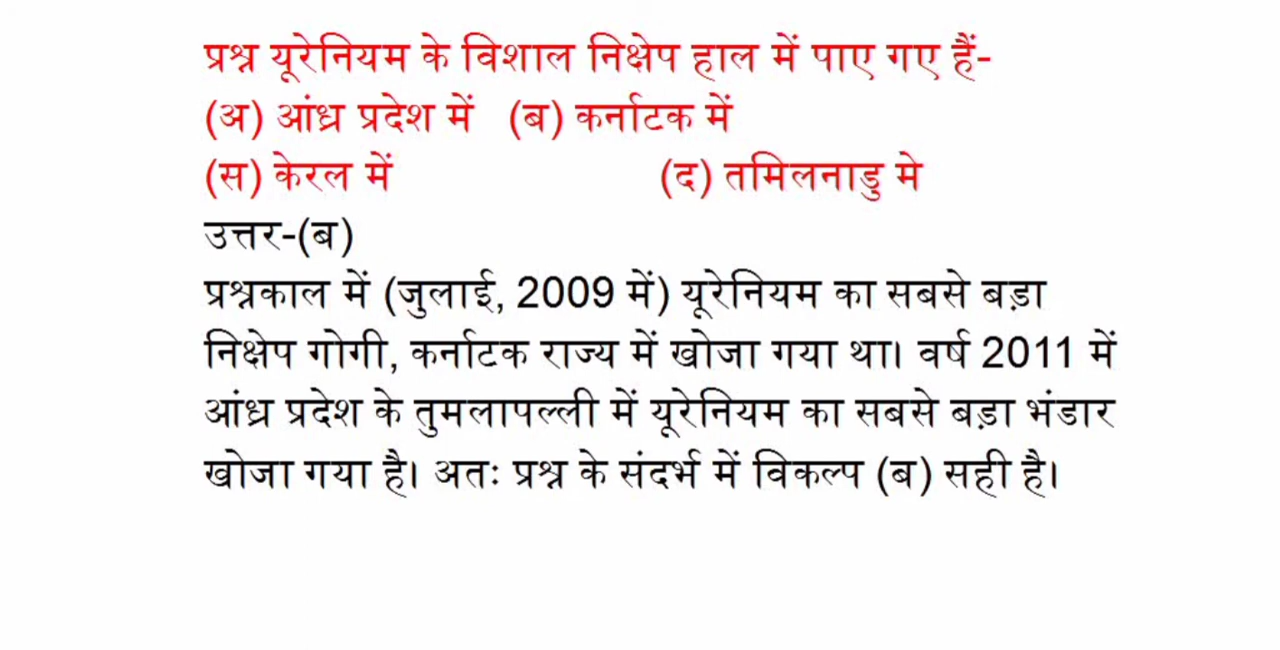 प्रश्न यूरेनियम के विशाल निक्षेप हाल में पाए गए हैं-
(अ) आंध्र प्रदेश में (ब) कर्नाटक में
(स) केरल में (द) तमिलनाडु मे
उत्तर-(ब)
प्रश्नकाल में (जुलाई, 2009 में) यूरेनियम का सबसे बड़ा
निक्षेप गोगी, कर्नाटक राज्य में खोजा गया था। वर्ष 2011 में
आंध्र प्रदेश के तुमलापल्ली में यूरेनियम का सबसे बड़ा भंडार
खोजा गया है। अतः प्रश्न के संदर्भ में विकल्प (ब) सही है।